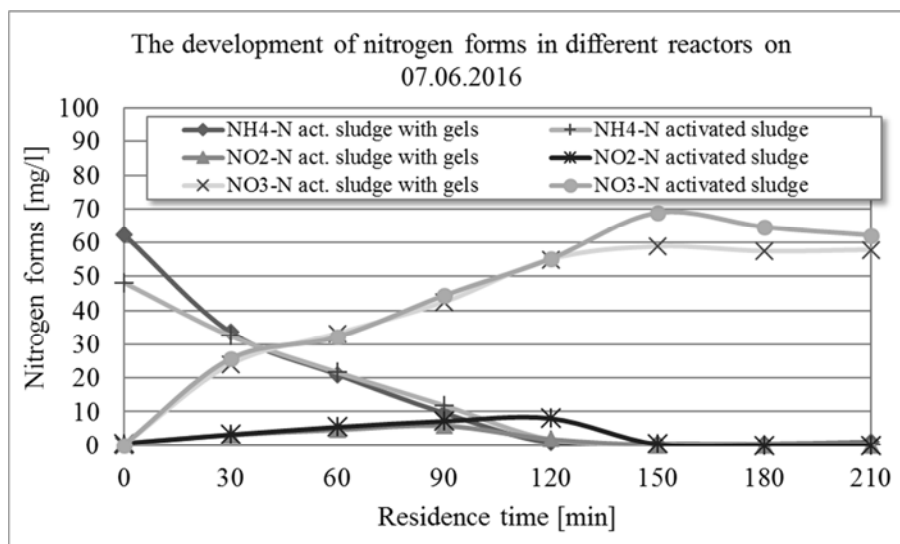 The development of nitrogen forms in different reactors on
07.06.2016
100
90
80
70
60
50
40
30
20
10
0
Nitrogen forms [mg/l]
NH4-N act. sludge with gels
NH4-N activated sludge
NO2-N act. sludge with gels
NO2-N activated sludge
NO3-N act. sludge with gels
NO3-N activated sludge
0 30 60 90 120 150 180 210
Residence time [min]